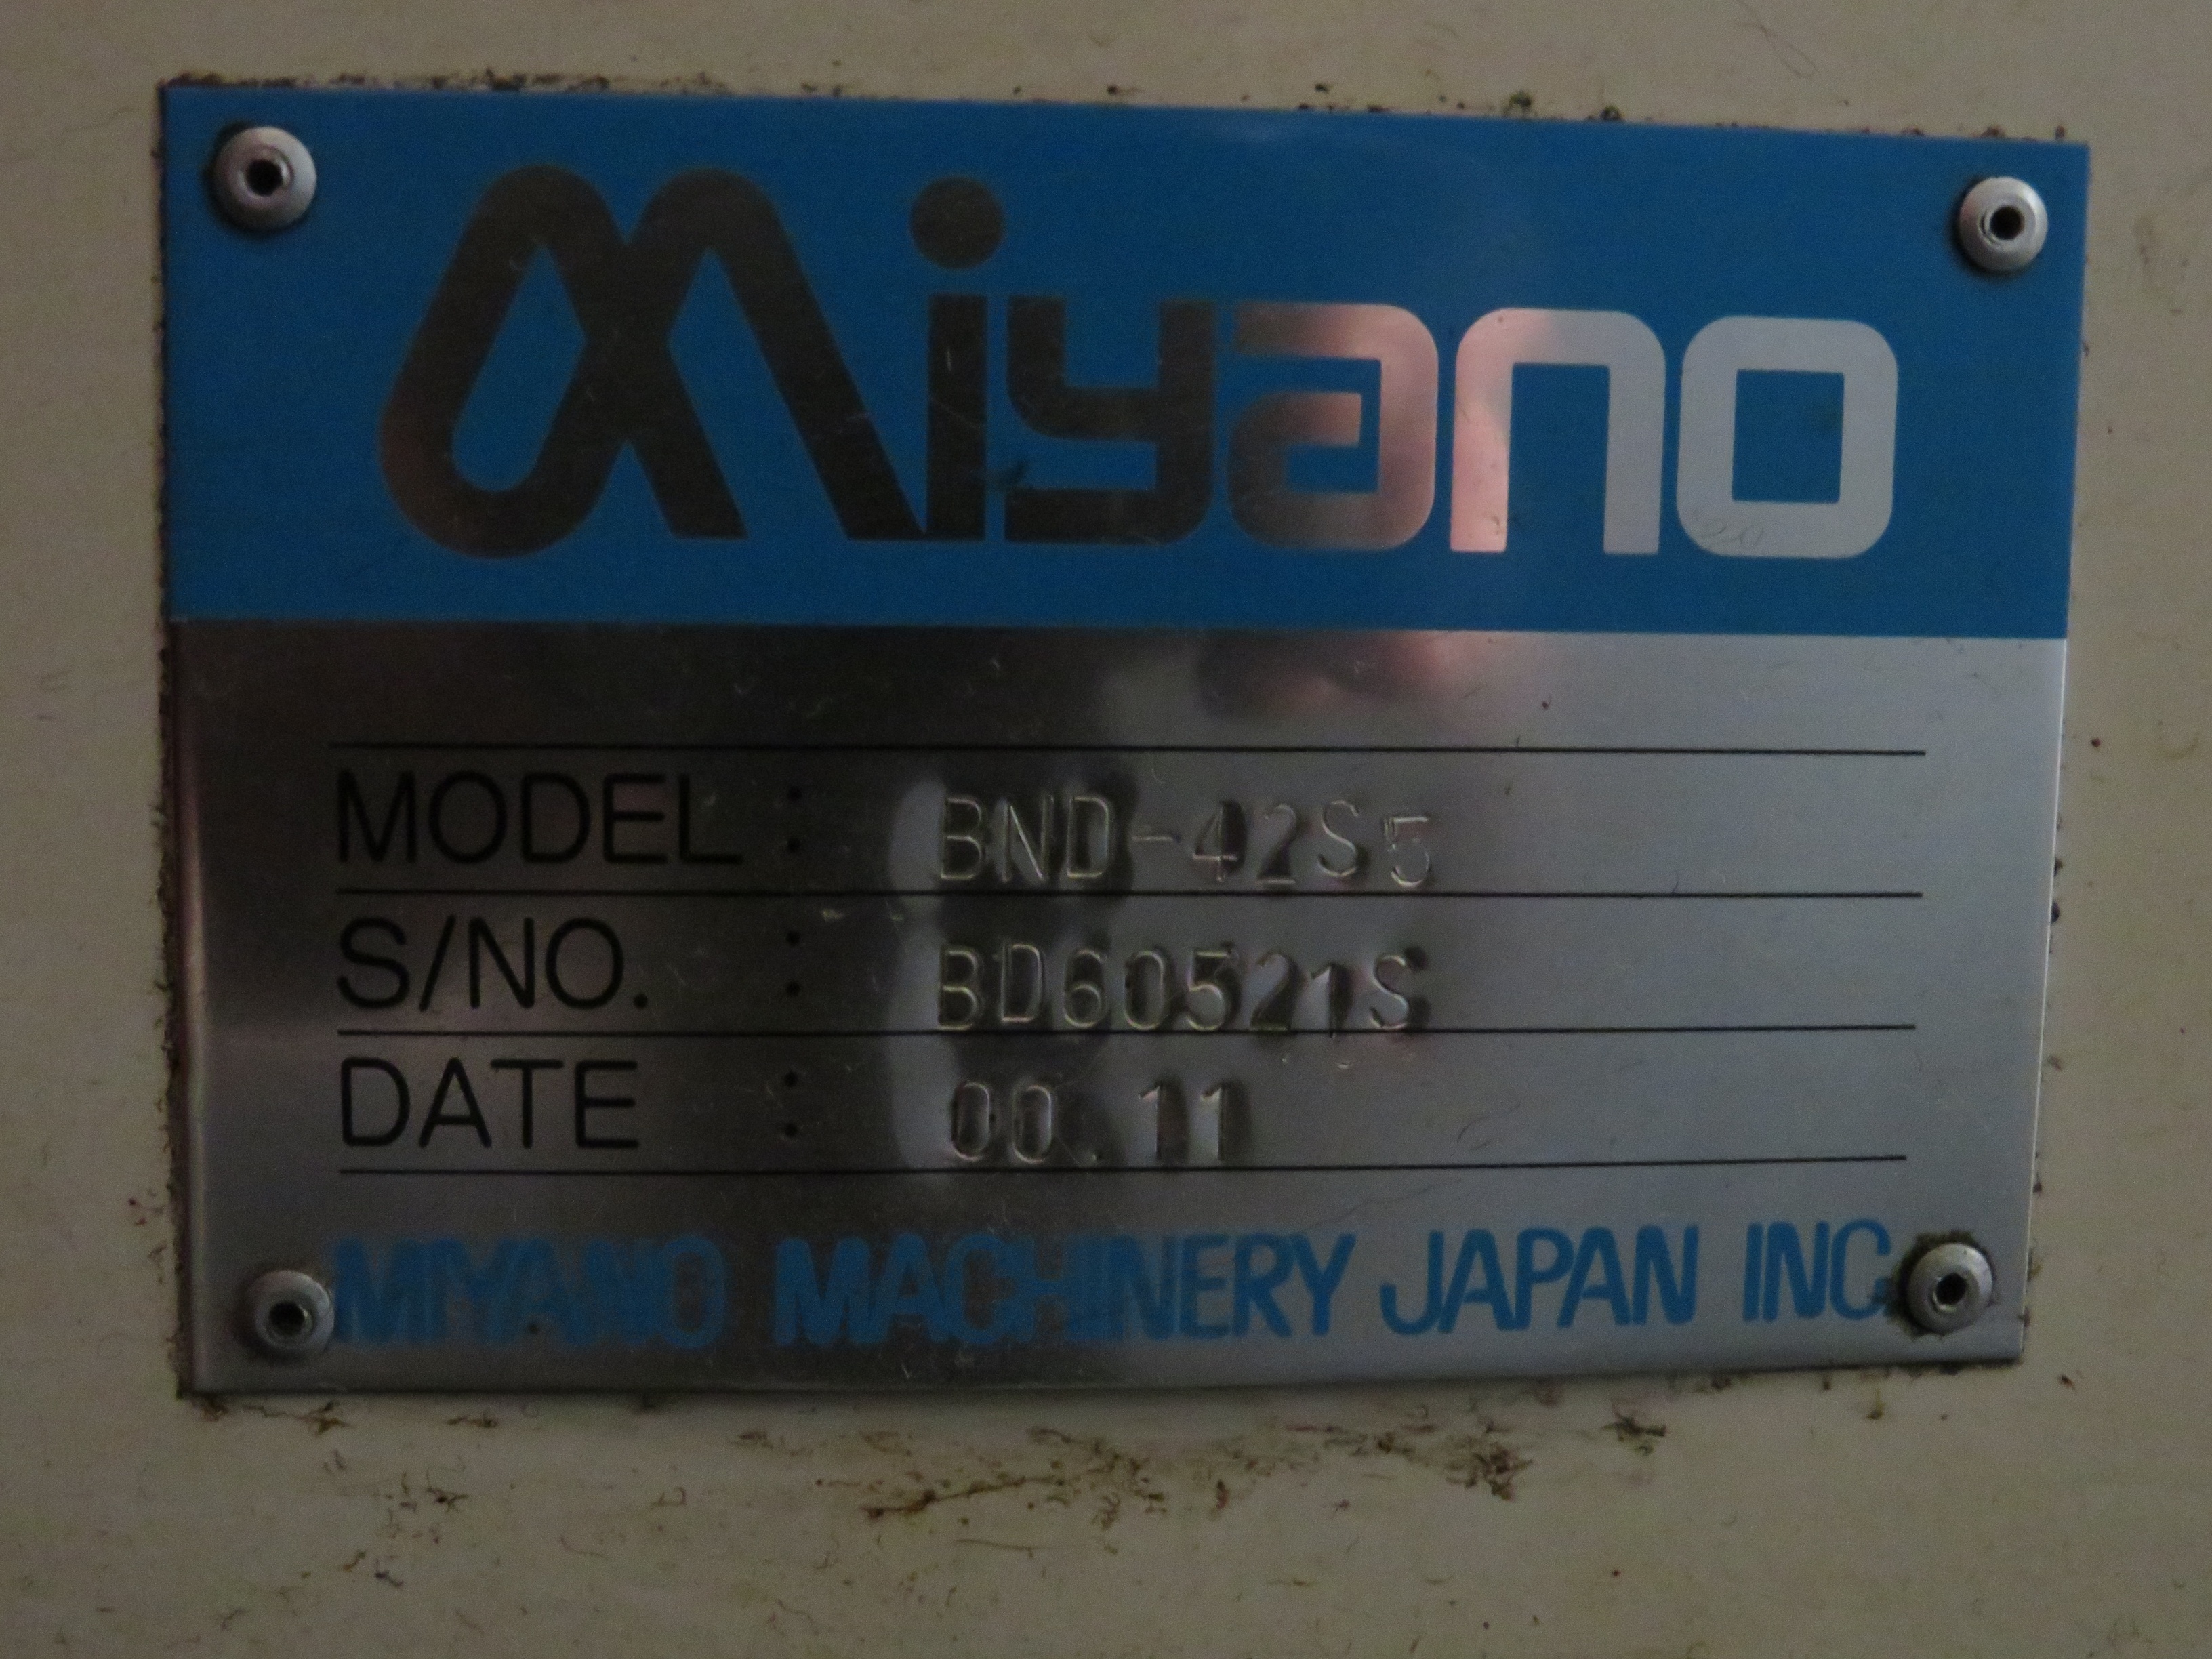 Miyano
MODEL : BND-42S5
S/NO. : BD60521S
DATE : 00.11
MIYANO MACHINERY JAPAN INC